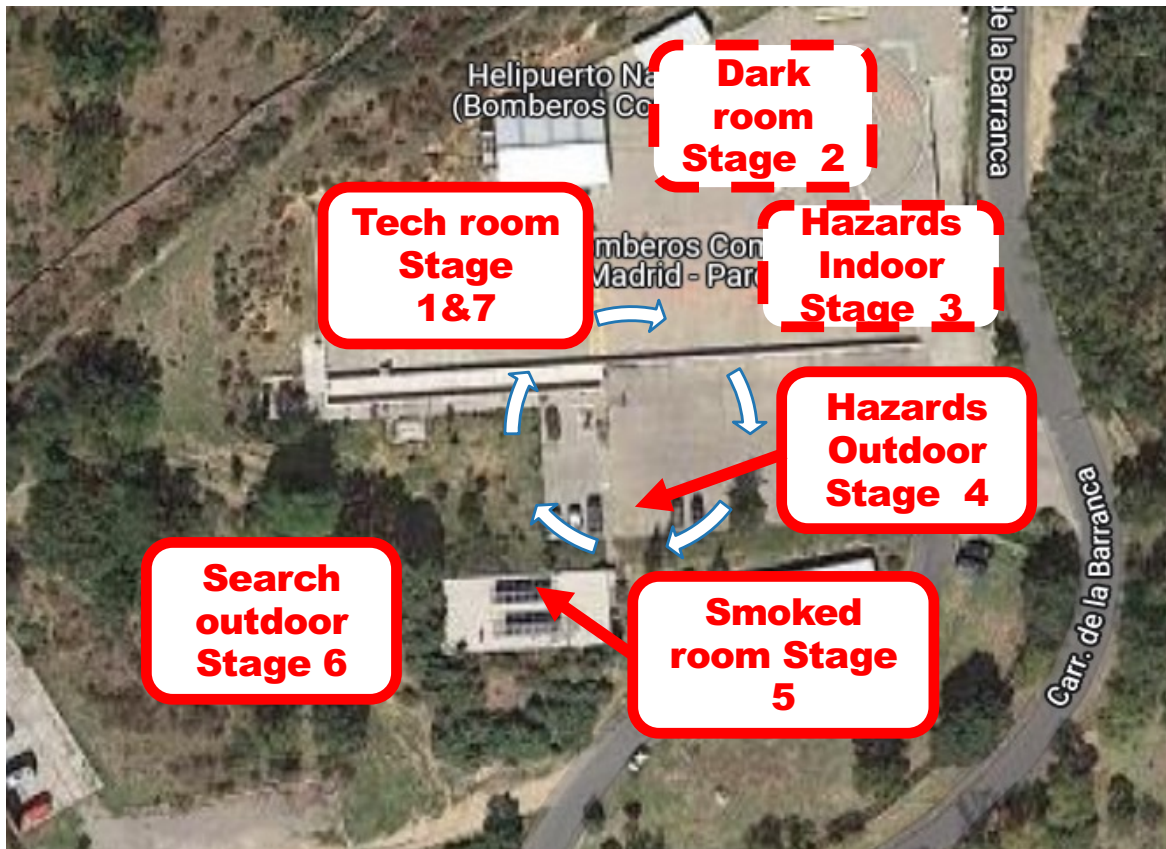 Helipuerto Na
(Bomberos Co
Dark
room
Stage 2
de la Barranca
Tech room
Stage
1&7
mberos Con
Madrid - Parq
Hazards
Indoor
Stage 3
Hazards
Outdoor
Stage 4
Search
outdoor
Stage 6
Smoked
room Stage
5
Carr. de la Barranca